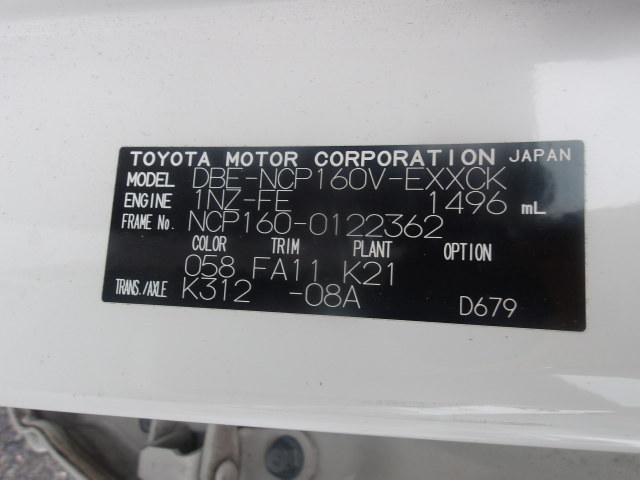 TOYOTA MOTOR CORPORATION JAPAN
MODEL DBE-NCP160V-EXXCK
ENGINE 1NZ-FE 1496 mL
FRAME No. NCP160-0122362
COLOR TRIM PLANT OPTION
058 FA11 K21
TRANS./AXLE K312 -08A
D679